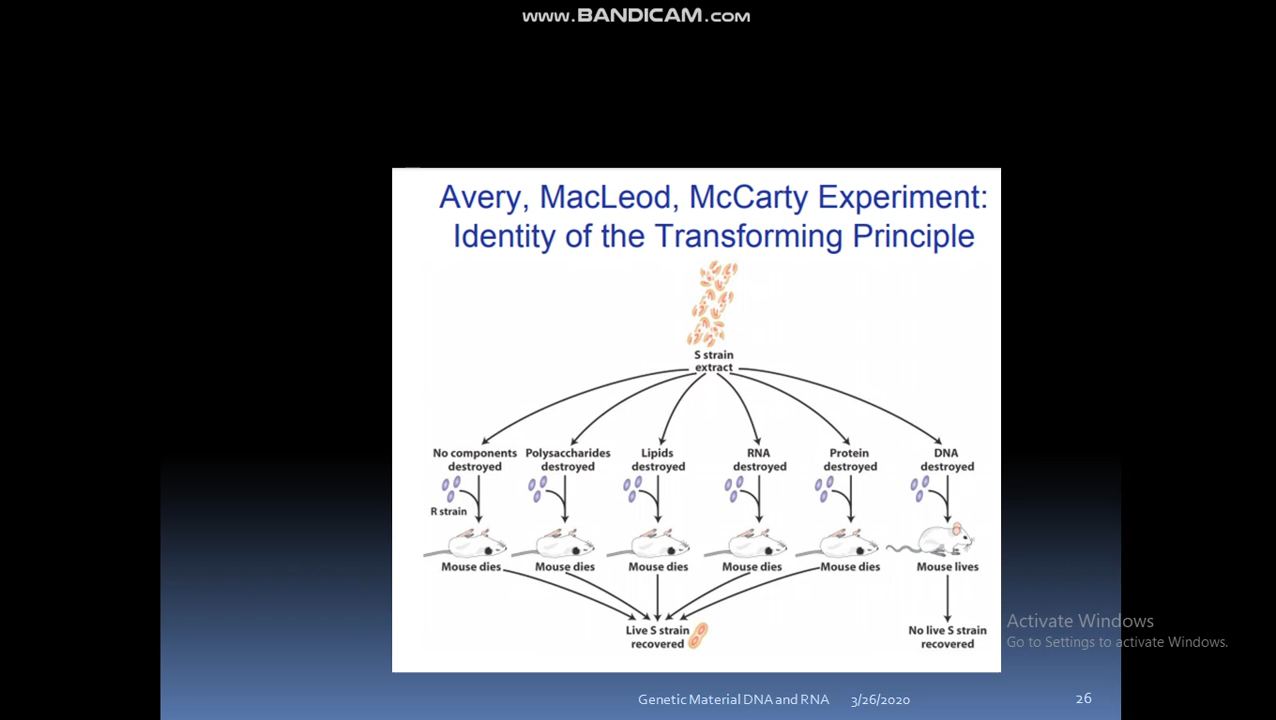 www.BANDICAM.com
Avery, MacLeod, McCarty Experiment:
Identity of the Transforming Principle
S strain
extract
No components
destroyed
Polysaccharides
destroyed
Lipids
destroyed
RNA
destroyed
Protein
destroyed
DNA
destroyed
R strain
Mouse dies
Mouse dies
Mouse dies
Mouse dies
Mouse dies
Mouse lives
Live S strain
recovered
No live S strain
recovered
Activate Windows
Go to Settings to activate Windows.
Genetic Material DNA and RNA
3/26/2020
26